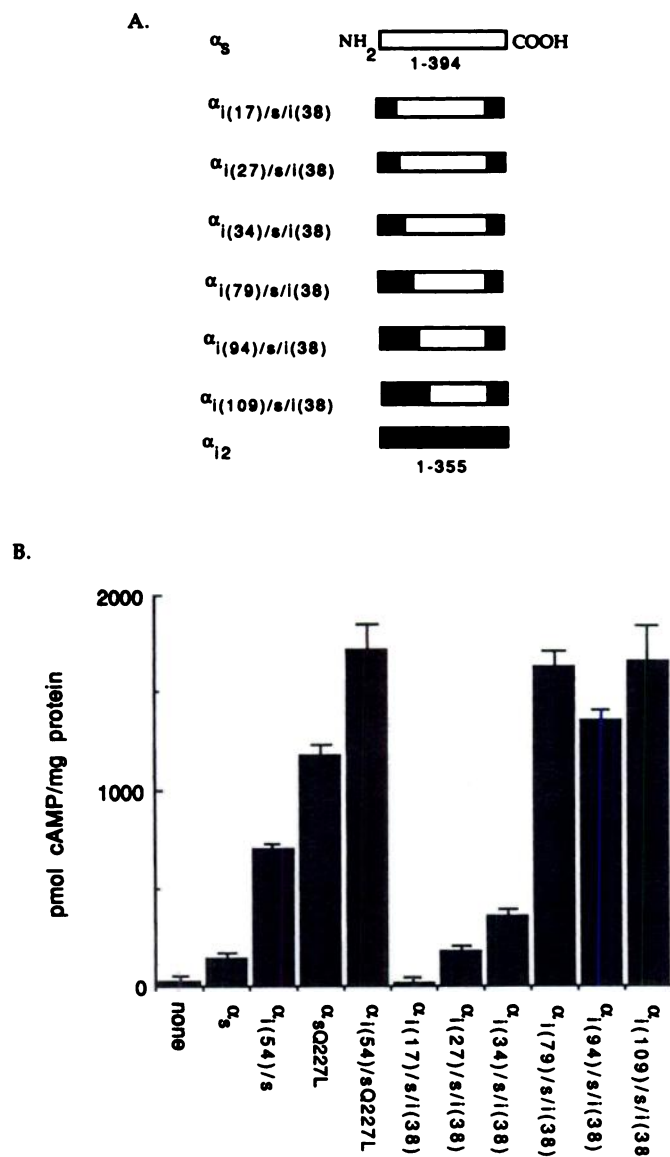 A.
αs NH2 COOH
1-394
αi(17)/s/i(38)
αi(27)/s/i(38)
αi(34)/s/i(38)
αi(79)/s/i(38)
αi(94)/s/i(38)
αi(109)/s/i(38)
αi2
1-355
B.
pmol cAMP/mg protein
2000
1000
0
none
αs
αi(54)/s
αsQ227L
αi(54)/sQ227L
αi(17)/s/i(38)
αi(27)/s/i(38)
αi(34)/s/i(38)
αi(79)/s/i(38)
αi(94)/s/i(38)
αi(109)/s/i(38